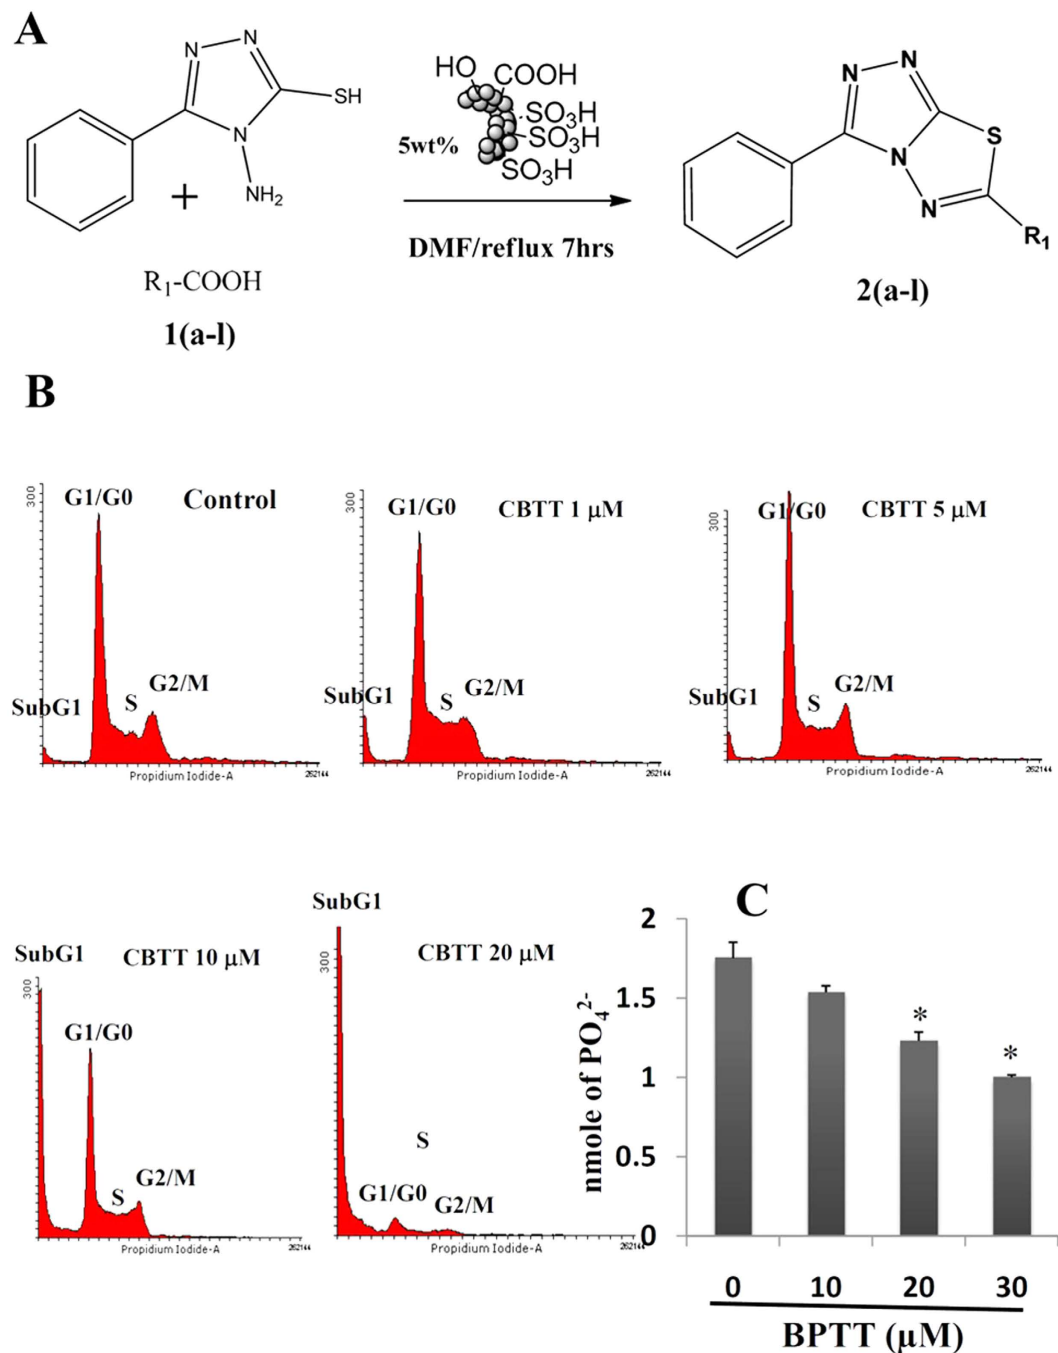 A
N N
SH
N
NH2
+
R1-COOH
1(a-l)
HO
COOH
SO3H
SO3H
SO3H
5wt%
DMF/reflux 7hrs
N N
S
N
N
R1
2(a-l)
B
300
G1/G0
Control
SubG1
S
G2/M
Propidium Iodide-A
262144
300
G1/G0
CBTT 1 μM
SubG1
S
G2/M
Propidium Iodide-A
262144
300
G1/G0
CBTT 5 μM
SubG1
S
G2/M
Propidium Iodide-A
262144
300
SubG1
CBTT 10 μM
G1/G0
S
G2/M
Propidium Iodide-A
262144
SubG1
300
CBTT 20 μM
S
G1/G0
G2/M
Propidium Iodide-A
262144
C
nmole of PO4 2-
2
1.5
1
0.5
0
*
*
0 10 20 30
BPTT (μM)